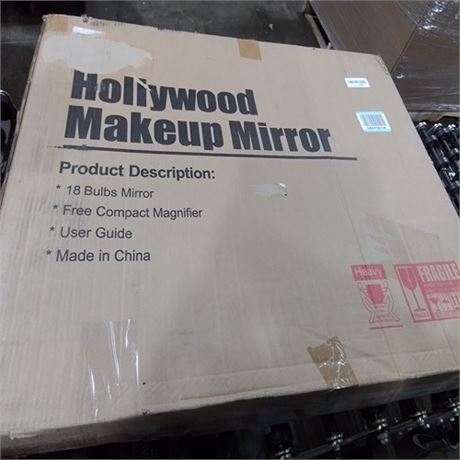 Hollywood
Makeup Mirror
Product Description:
* 18 Bulbs Mirror
* Free Compact Magnifier
* User Guide
* Made in China
Heavy
FRAGILE